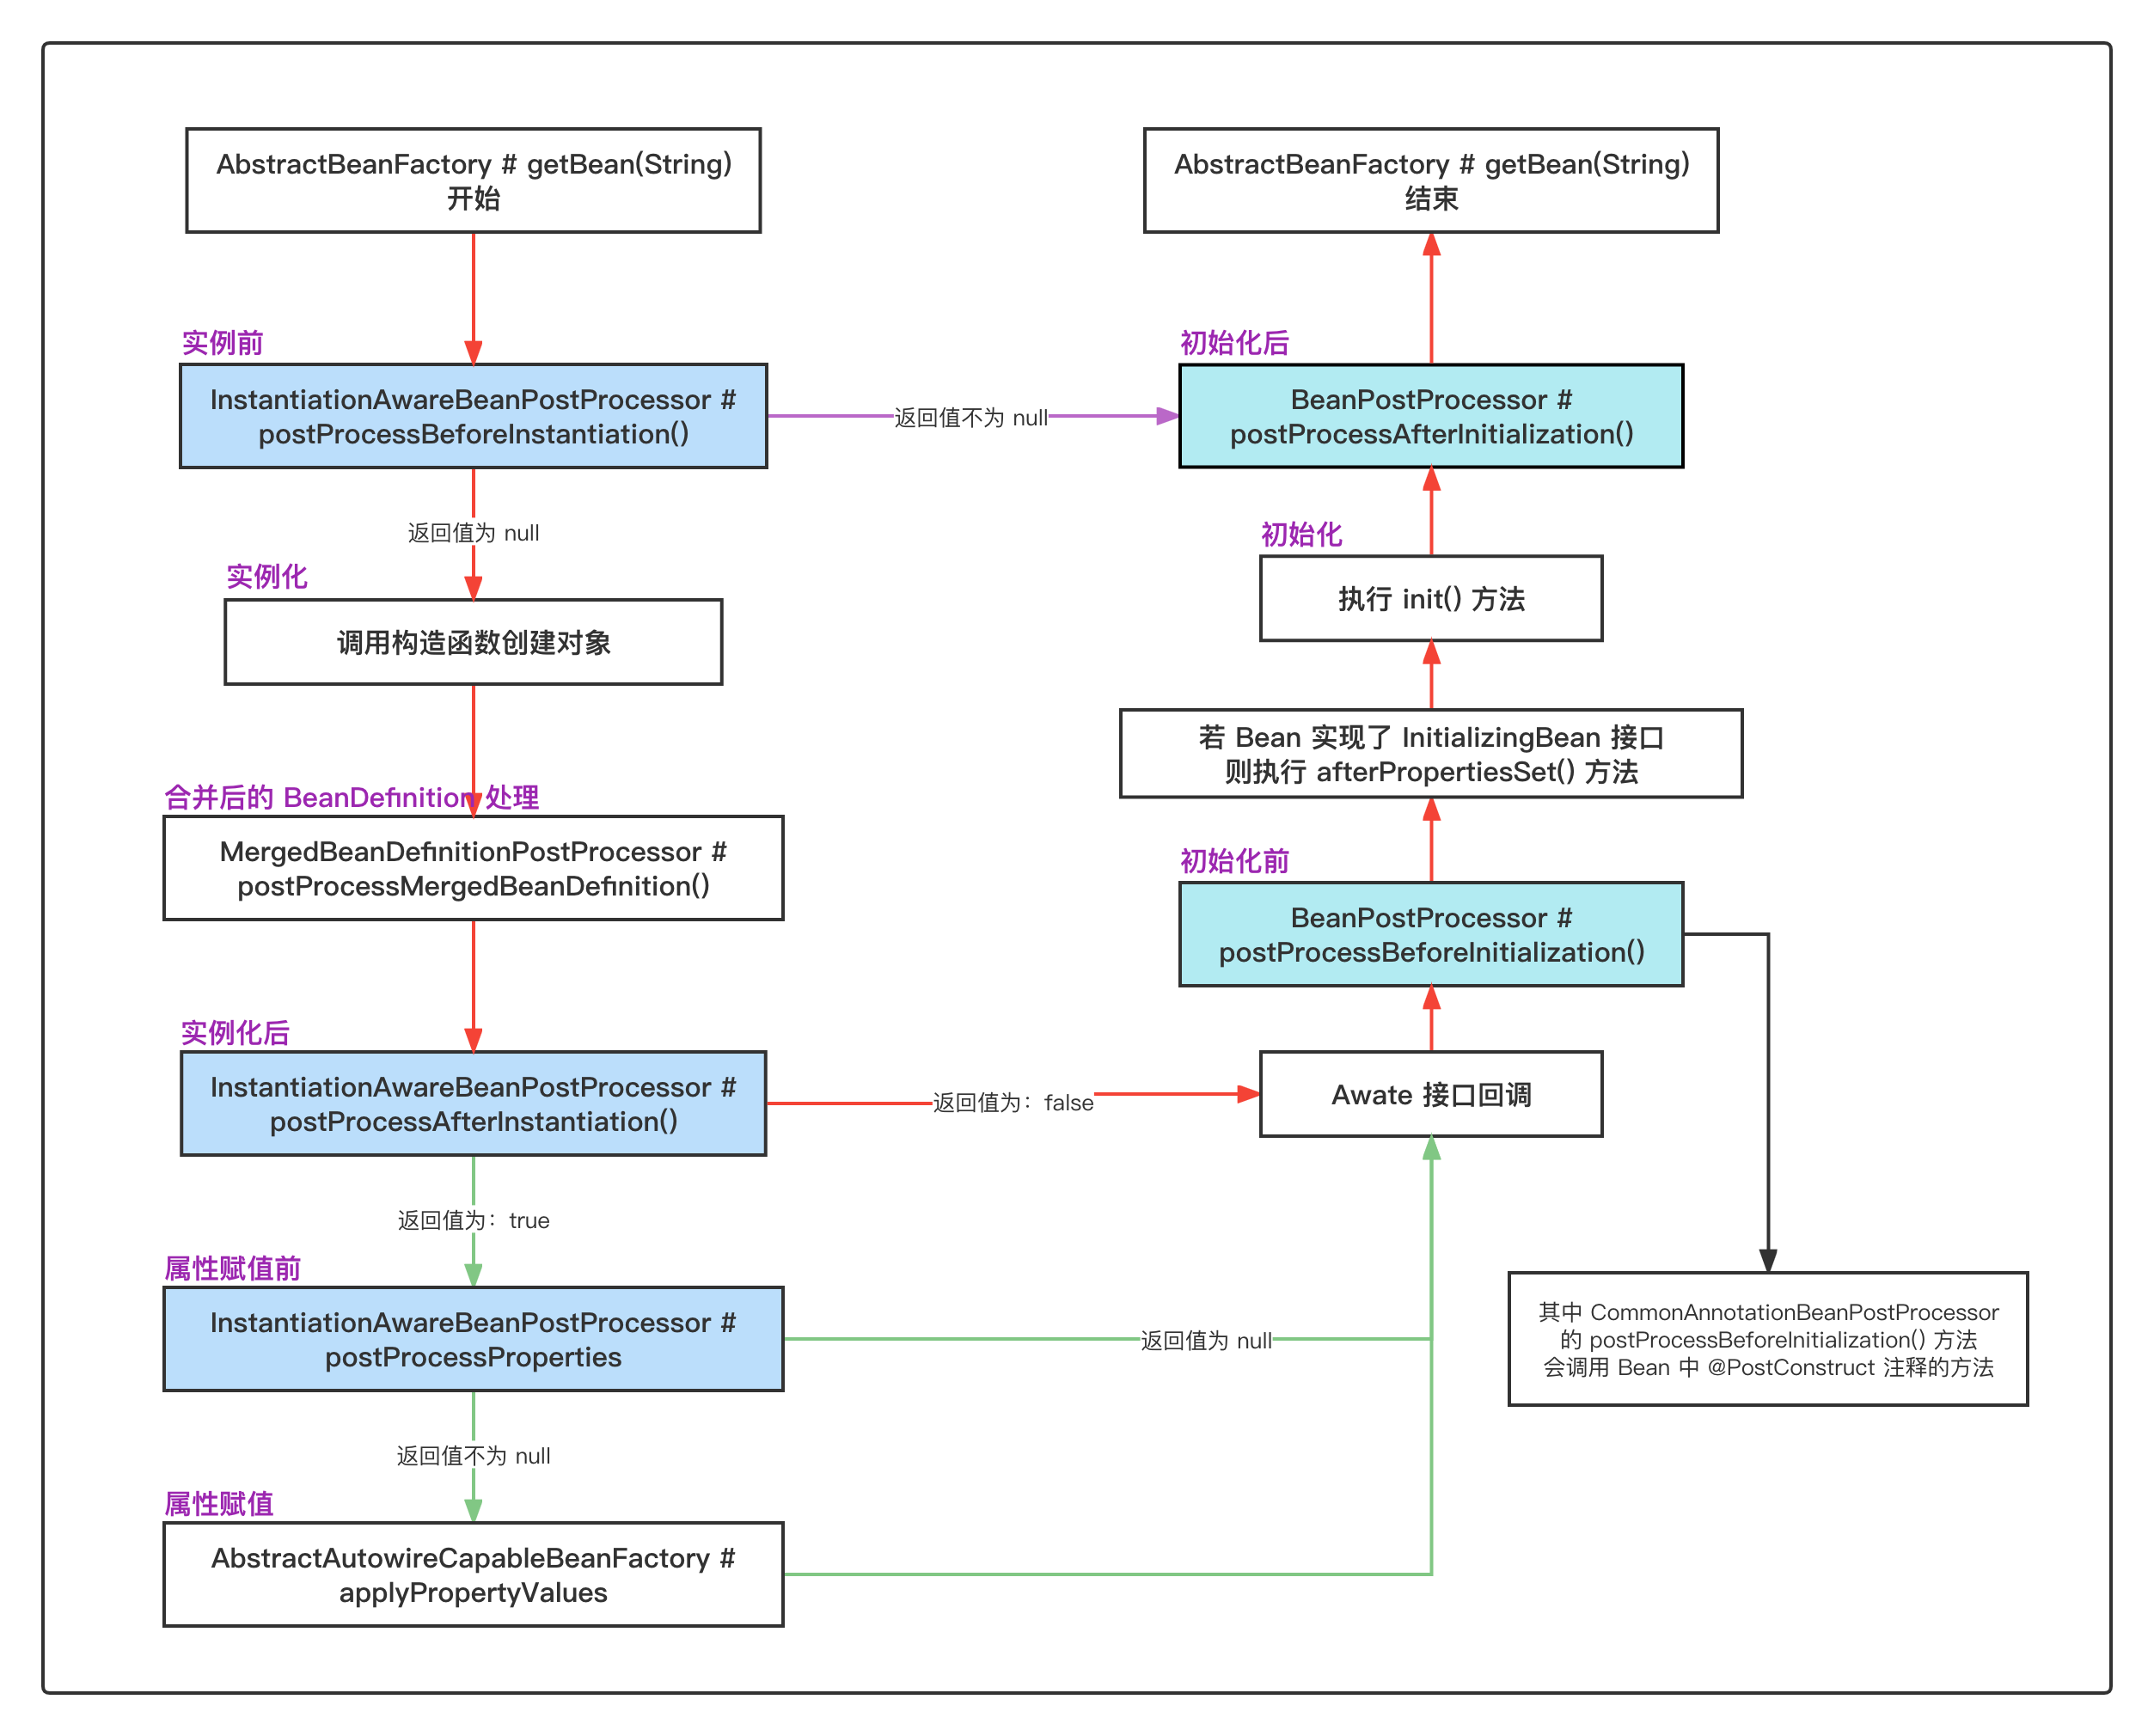 AbstractBeanFactory # getBean(String)
开始
实例前
InstantiationAwareBeanPostProcessor #
postProcessBeforeInstantiation()
返回值不为 null
返回值为 null
实例化
调用构造函数创建对象
合并后的 BeanDefinition 处理
MergedBeanDefinitionPostProcessor #
postProcessMergedBeanDefinition()
实例化后
InstantiationAwareBeanPostProcessor #
postProcessAfterInstantiation()
返回值为：false
返回值为：true
属性赋值前
InstantiationAwareBeanPostProcessor #
postProcessProperties
返回值为 null
返回值不为 null
属性赋值
AbstractAutowireCapableBeanFactory #
applyPropertyValues
AbstractBeanFactory # getBean(String)
结束
初始化后
BeanPostProcessor #
postProcessAfterInitialization()
初始化
执行 init() 方法
若 Bean 实现了 InitializingBean 接口
则执行 afterPropertiesSet() 方法
初始化前
BeanPostProcessor #
postProcessBeforeInitialization()
Awate 接口回调
其中 CommonAnnotationBeanPostProcessor
的 postProcessBeforeInitialization() 方法
会调用 Bean 中 @PostConstruct 注释的方法